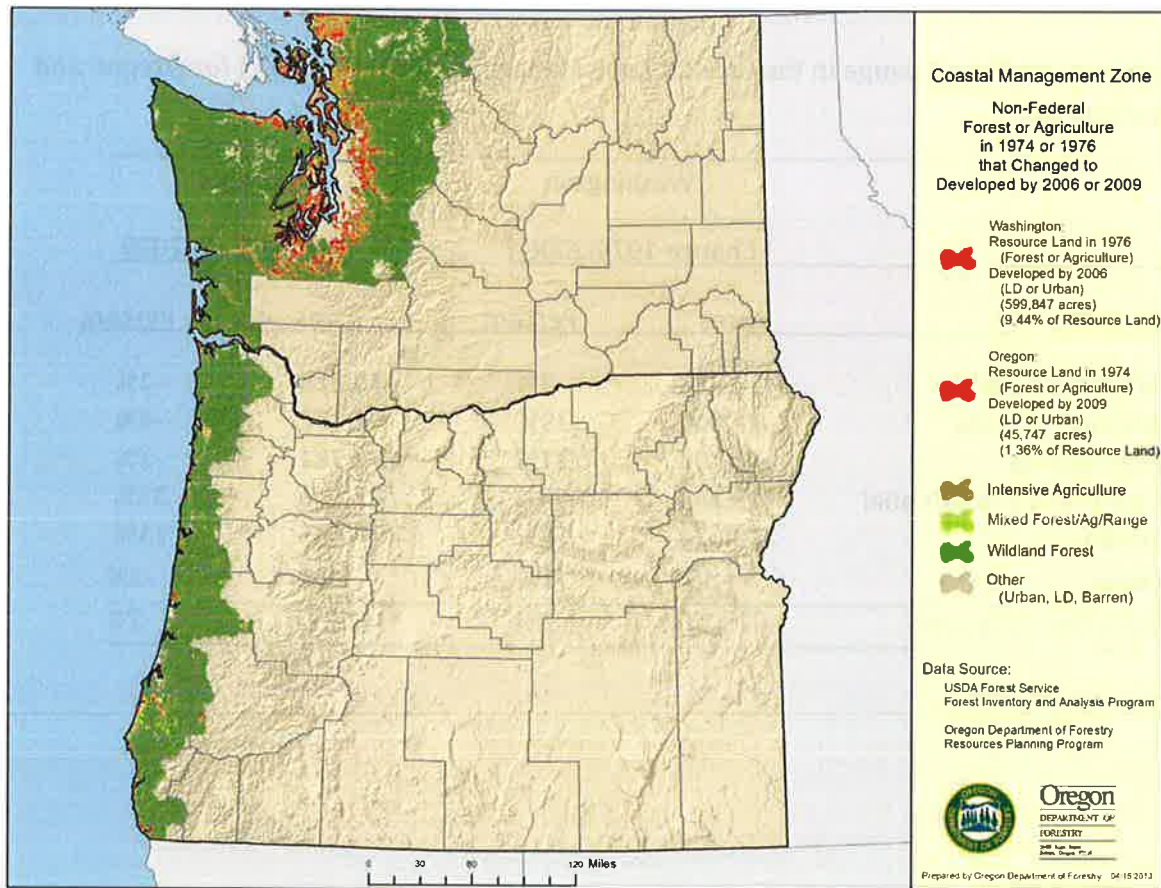 Coastal Management Zone
Non-Federal
Forest or Agriculture
in 1974 or 1976
that Changed to
Developed by 2006 or 2009
Washington:
Resource Land in 1976
(Forest or Agriculture)
Developed by 2006
(LD or Urban)
(599,847 acres)
(9.44% of Resource Land)
Oregon:
Resource Land in 1974
(Forest or Agriculture)
Developed by 2009
(LD or Urban)
(45,747 acres)
(1.36% of Resource Land)
Intensive Agriculture
Mixed Forest/Ag/Range
Wildland Forest
Other
(Urban, LD, Barren)
Data Source:
USDA Forest Service
Forest Inventory and Analysis Program
Oregon Department of Forestry
Resources Planning Program
Oregon
DEPARTMENT OF
FORESTRY
Prepared by Oregon Department of Forestry 04/15/2013
0 30 60 120 Miles